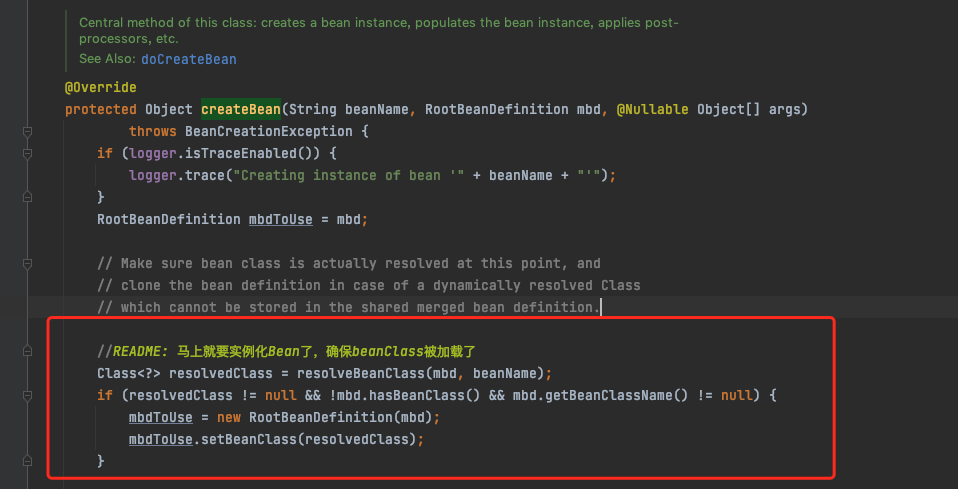 Central method of this class: creates a bean instance, populates the bean instance, applies post-
processors, etc.
See Also: doCreateBean
@Override
protected Object createBean(String beanName, RootBeanDefinition mbd, @Nullable Object[] args)
throws BeanCreationException {
if (logger.isTraceEnabled()) {
logger.trace("Creating instance of bean '" + beanName + "'");
}
RootBeanDefinition mbdToUse = mbd;
// Make sure bean class is actually resolved at this point, and
// clone the bean definition in case of a dynamically resolved Class
// which cannot be stored in the shared merged bean definition.
//README: 马上就要实例化Bean了，确保beanClass被加载了
Class<?> resolvedClass = resolveBeanClass(mbd, beanName);
if (resolvedClass != null && !mbd.hasBeanClass() && mbd.getBeanClassName() != null) {
mbdToUse = new RootBeanDefinition(mbd);
mbdToUse.setBeanClass(resolvedClass);
}